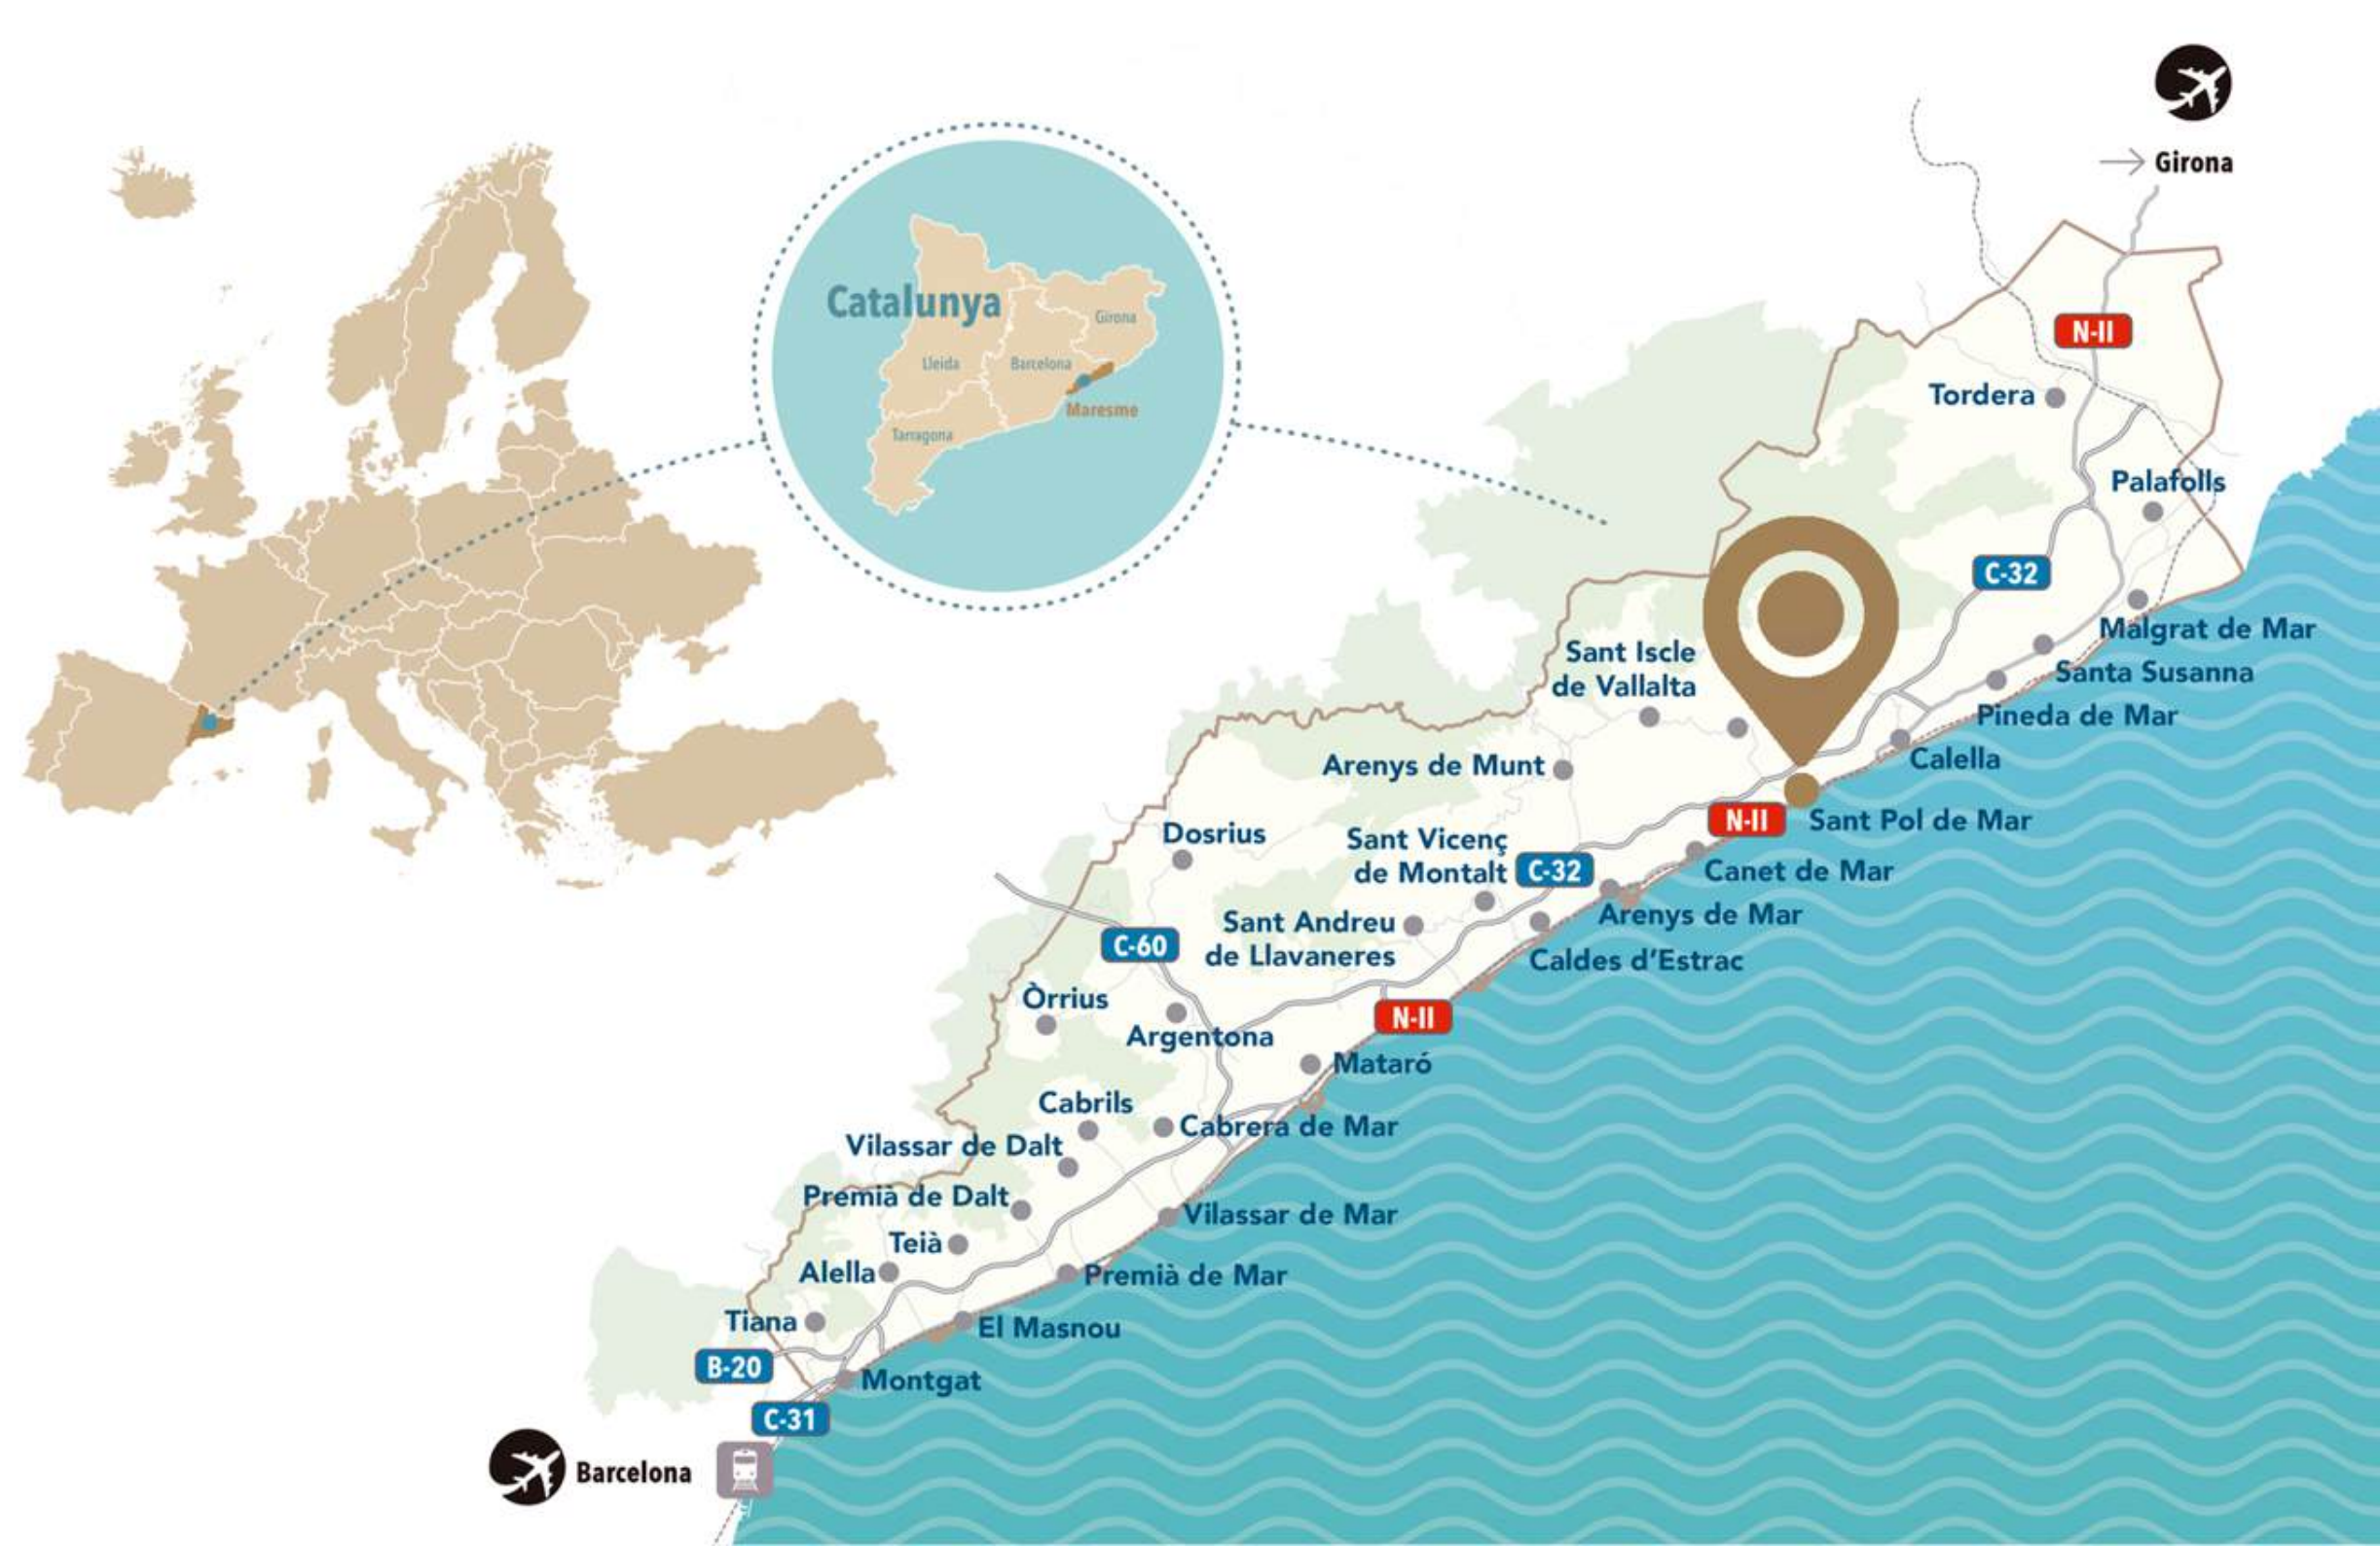 Girona
Catalunya
Girona
Lleida
Barcelona
Maresme
Tarragona
N-II
Tordera
Palafolls
C-32
Malgrat de Mar
Sant Iscle
de Vallalta
Santa Susanna
Pineda de Mar
Calella
Arenys de Munt
N-II
Sant Pol de Mar
Dosrius
Sant Vicenç
de Montalt
C-32
Canet de Mar
Arenys de Mar
Sant Andreu
de Llavaneres
C-60
Caldes d'Estrac
Òrrius
N-II
Argentona
Mataró
Cabrils
Cabrera de Mar
Vilassar de Dalt
Premià de Dalt
Vilassar de Mar
Teià
Alella
Premià de Mar
Tiana
El Masnou
B-20
Montgat
C-31
Barcelona